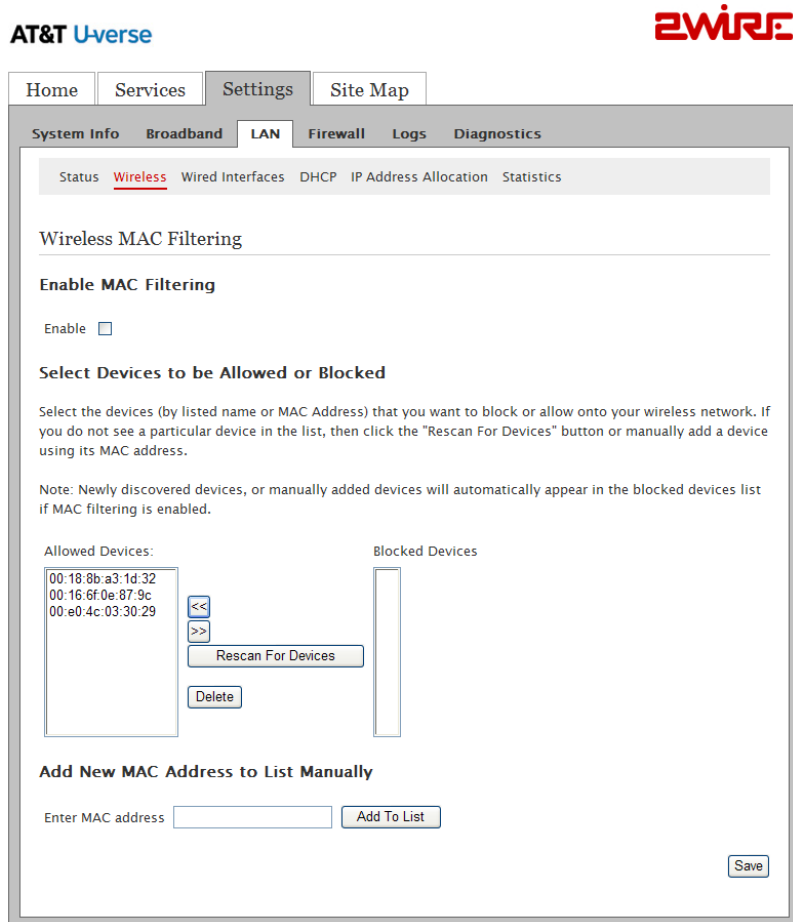 AT&T U-verse
2WIRE
Home Services Settings Site Map
System Info Broadband LAN Firewall Logs Diagnostics
Status Wireless Wired Interfaces DHCP IP Address Allocation Statistics
Wireless MAC Filtering
Enable MAC Filtering
Enable
Select Devices to be Allowed or Blocked
Select the devices (by listed name or MAC Address) that you want to block or allow onto your wireless network. If
you do not see a particular device in the list, then click the "Rescan For Devices" button or manually add a device
using its MAC address.
Note: Newly discovered devices, or manually added devices will automatically appear in the blocked devices list
if MAC filtering is enabled.
Allowed Devices:
00:18:8b:a3:1d:32
00:16:6f:0e:87:9c
00:e0:4c:03:30:29
<<
>>
Rescan For Devices
Delete
Blocked Devices
Add New MAC Address to List Manually
Enter MAC address Add To List
Save